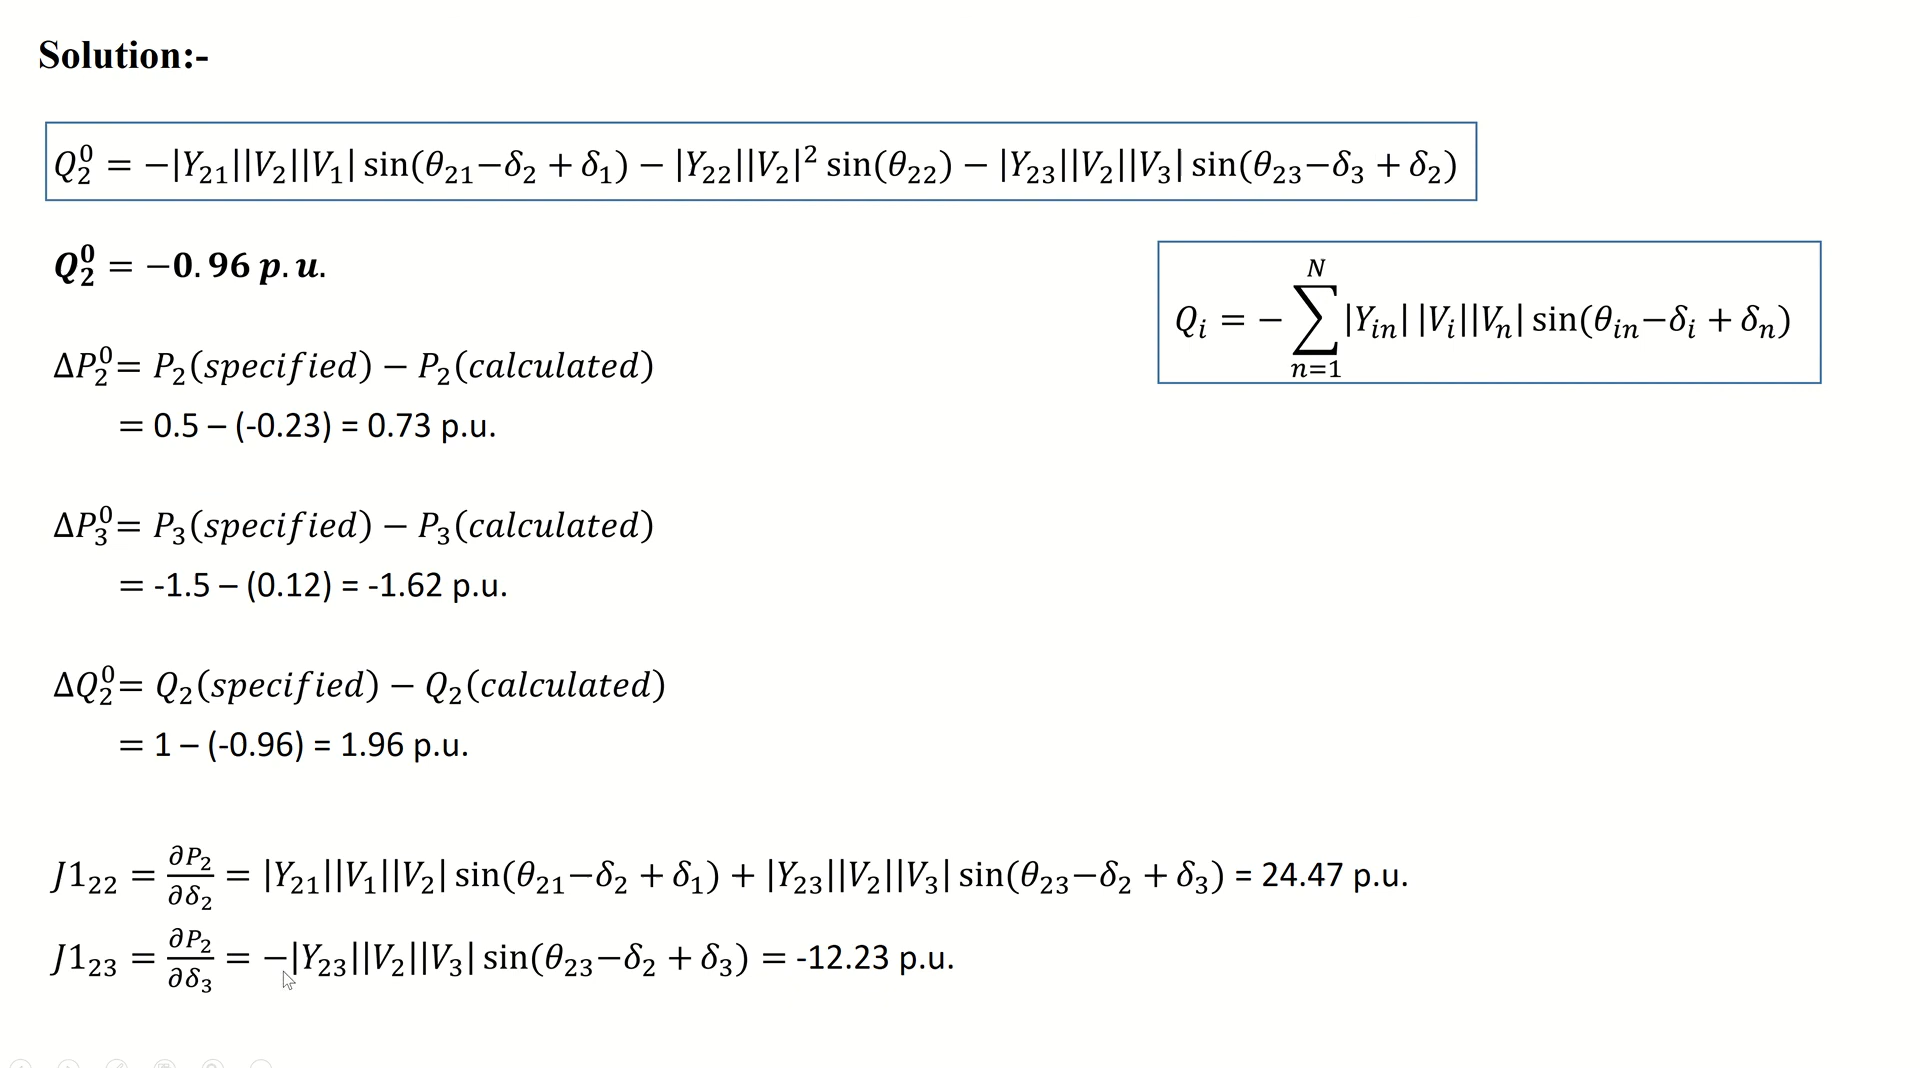 Solution:-
Q₂⁰ = −|Y₂₁||V₂||V₁| sin(θ₂₁−δ₂ + δ₁) − |Y₂₂||V₂|² sin(θ₂₂) − |Y₂₃||V₂||V₃| sin(θ₂₃−δ₃ + δ₂)
Q₂⁰ = −0.96 p.u.
Qᵢ = − ∑ₙ₌₁ᴺ |Yᵢₙ| |Vᵢ||Vₙ| sin(θᵢₙ−δᵢ + δₙ)
ΔP₂⁰= P₂(specified) − P₂(calculated)
= 0.5 – (-0.23) = 0.73 p.u.
ΔP₃⁰= P₃(specified) − P₃(calculated)
= -1.5 – (0.12) = -1.62 p.u.
ΔQ₂⁰= Q₂(specified) − Q₂(calculated)
= 1 – (-0.96) = 1.96 p.u.
J1₂₂ = ∂P₂/∂δ₂ = |Y₂₁||V₁||V₂| sin(θ₂₁−δ₂ + δ₁) + |Y₂₃||V₂||V₃| sin(θ₂₃−δ₂ + δ₃) = 24.47 p.u.
J1₂₃ = ∂P₂/∂δ₃ = −|Y₂₃||V₂||V₃| sin(θ₂₃−δ₂ + δ₃) = -12.23 p.u.